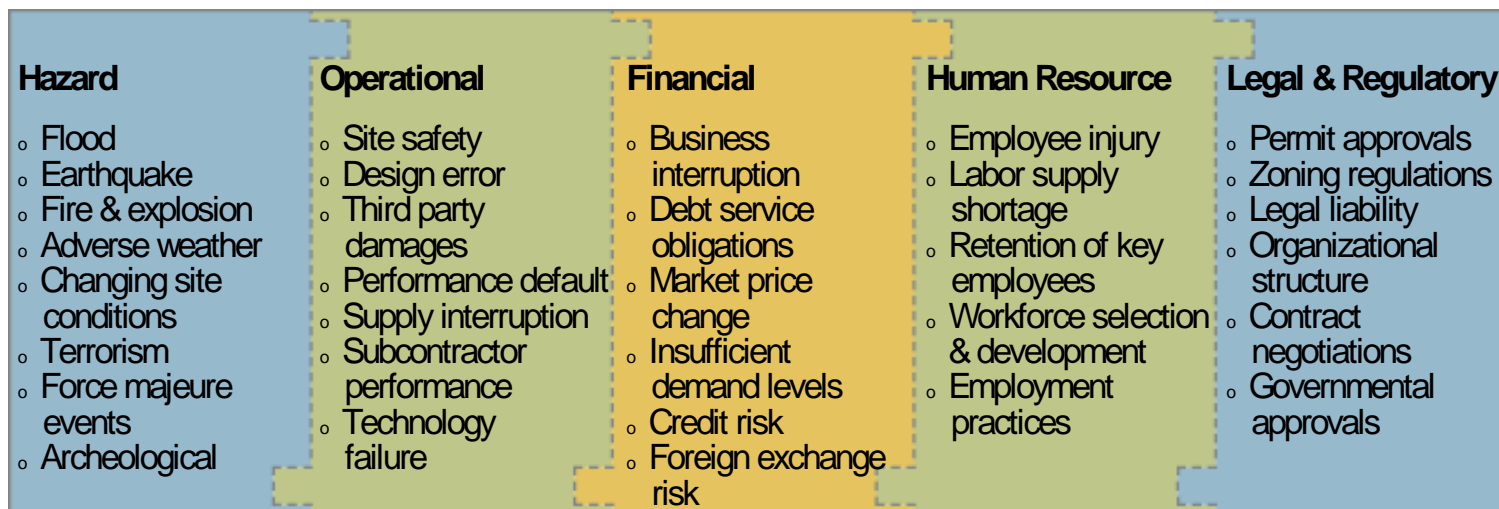 Hazard
o Flood
o Earthquake
o Fire & explosion
o Adverse weather
o Changing site
conditions
o Terrorism
o Force majeure
events
o Archeological
Operational
o Site safety
o Design error
o Third party
damages
o Performance default
o Supply interruption
o Subcontractor
performance
o Technology
failure
Financial
o Business
interruption
o Debt service
obligations
o Market price
change
o Insufficient
demand levels
o Credit risk
o Foreign exchange
risk
Human Resource
o Employee injury
o Labor supply
shortage
o Retention of key
employees
o Workforce selection
& development
o Employment
practices
Legal & Regulatory
o Permit approvals
o Zoning regulations
o Legal liability
o Organizational
structure
o Contract
negotiations
o Governmental
approvals